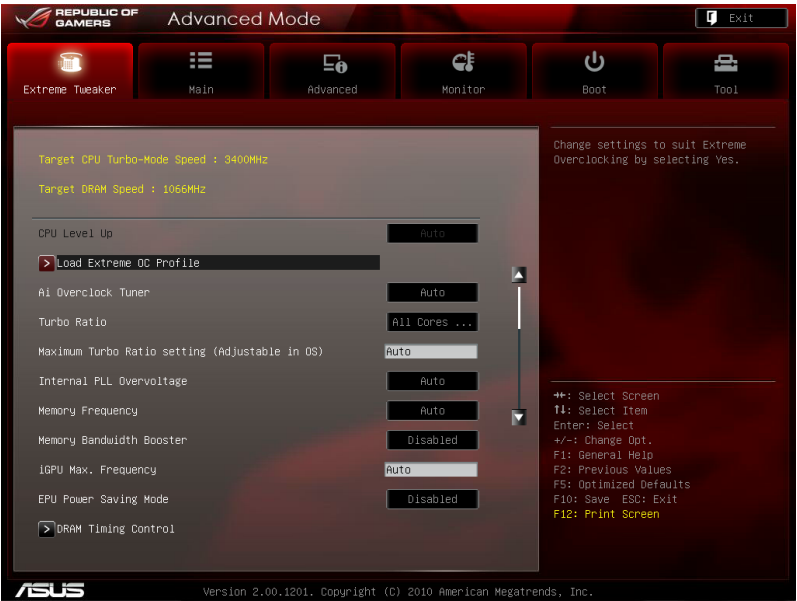 REPUBLIC OF
GAMERS
Advanced Mode
Exit
Extreme Tweaker
Main
Advanced
Monitor
Boot
Tool
Target CPU Turbo-Mode Speed : 3400MHz
Target DRAM Speed : 1066MHz
CPU Level Up Auto
> Load Extreme OC Profile
Ai Overclock Tuner Auto
Turbo Ratio All Cores ...
Maximum Turbo Ratio setting (Adjustable in OS) Auto
Internal PLL Overvoltage Auto
Memory Frequency Auto
Memory Bandwidth Booster Disabled
iGPU Max. Frequency Auto
EPU Power Saving Mode Disabled
> DRAM Timing Control
Change settings to suit Extreme
Overclocking by selecting Yes.
→←: Select Screen
↑↓: Select Item
Enter: Select
+/-: Change Opt.
F1: General Help
F2: Previous Values
F5: Optimized Defaults
F10: Save ESC: Exit
F12: Print Screen
ASUS
Version 2.00.1201. Copyright (C) 2010 American Megatrends, Inc.